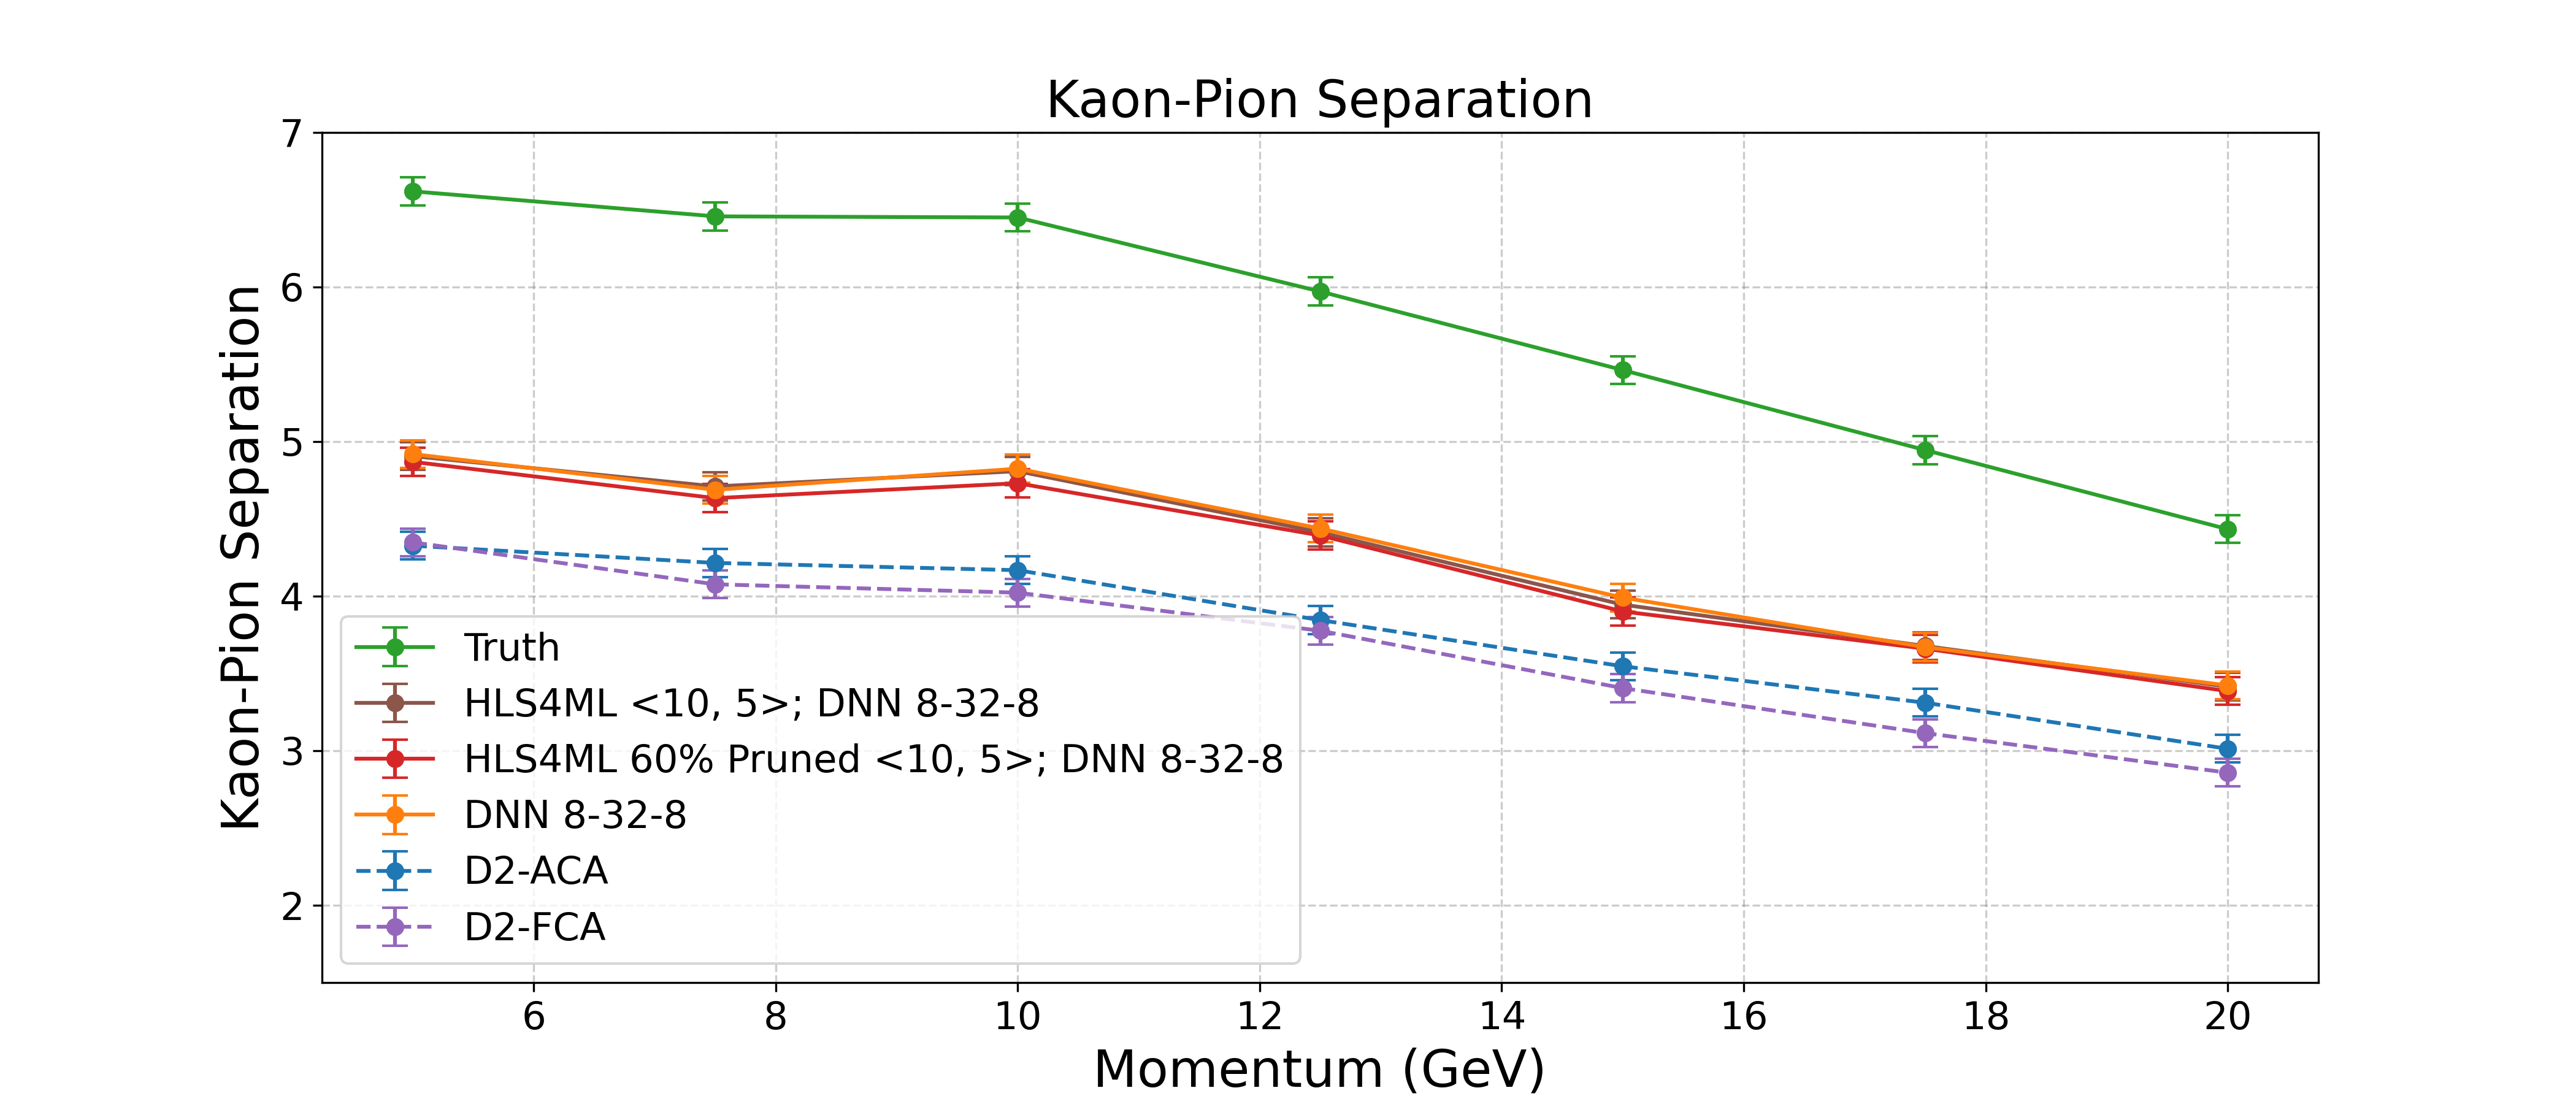 Kaon-Pion Separation
Kaon-Pion Separation
7
6
5
4
3
2
Truth
HLS4ML <10, 5>; DNN 8-32-8
HLS4ML 60% Pruned <10, 5>; DNN 8-32-8
DNN 8-32-8
D2-ACA
D2-FCA
6 8 10 12 14 16 18 20
Momentum (GeV)